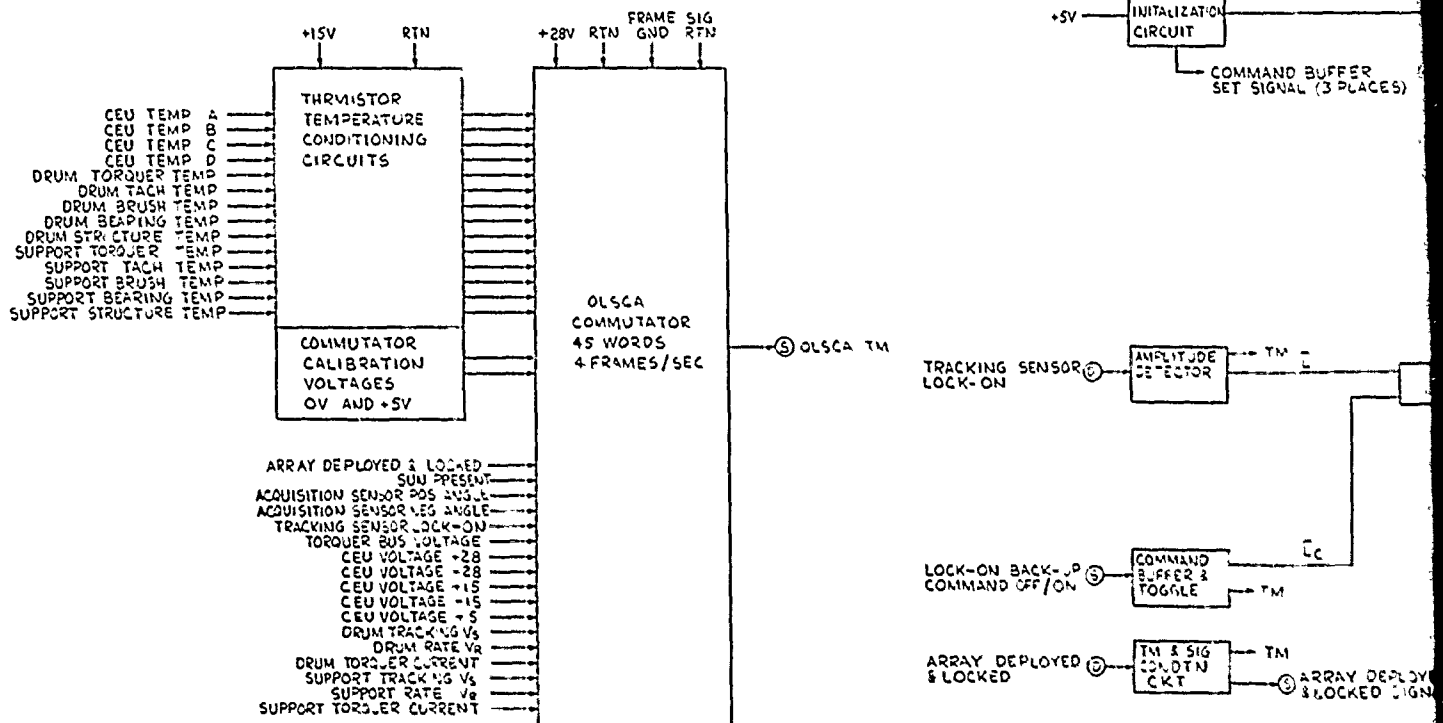 +15V RTN
+28V RTN
FRAME GND
SIG RTN
THRMISTOR
TEMPERATURE
CONDITIONING
CIRCUITS
CEU TEMP A
CEU TEMP B
CEU TEMP C
CEU TEMP D
DRUM TORQUER TEMP
DRUM TACH TEMP
DRUM BRUSH TEMP
DRUM BEARING TEMP
DRUM STRUCTURE TEMP
SUPPORT TORQUER TEMP
SUPPORT TACH TEMP
SUPPORT BRUSH TEMP
SUPPORT BEARING TEMP
SUPPORT STRUCTURE TEMP
COMMUTATOR
CALIBRATION
VOLTAGES
0V AND +5V
OLSCA
COMMUTATOR
45 WORDS
4 FRAMES/SEC
S OLSCA TM
ARRAY DEPLOYED & LOCKED
SUN PRESENT
ACQUISITION SENSOR POS ANGLE
ACQUISITION SENSOR NEG ANGLE
TRACKING SENSOR LOCK-ON
TORQUER BUS VOLTAGE
CEU VOLTAGE +28
CEU VOLTAGE -28
CEU VOLTAGE +15
CEU VOLTAGE -15
CEU VOLTAGE +5
DRUM TRACKING VS
DRUM RATE VR
DRUM TORQUER CURRENT
SUPPORT TRACKING VS
SUPPORT RATE VR
SUPPORT TORQUER CURRENT
+5V
INITALIZATION
CIRCUIT
COMMAND BUFFER
SET SIGNAL (3 PLACES)
TRACKING SENSOR
LOCK-ON
AMPLITUDE
DETECTOR
TM
L
LOCK-ON BACK-UP
COMMAND OFF/ON
S
COMMAND
BUFFER &
TOGGLE
LC
TM
ARRAY DEPLOYED
& LOCKED
TM & SIG
CONDTN
CKT
TM
S ARRAY DEPLOY
& LOCKED SIGN